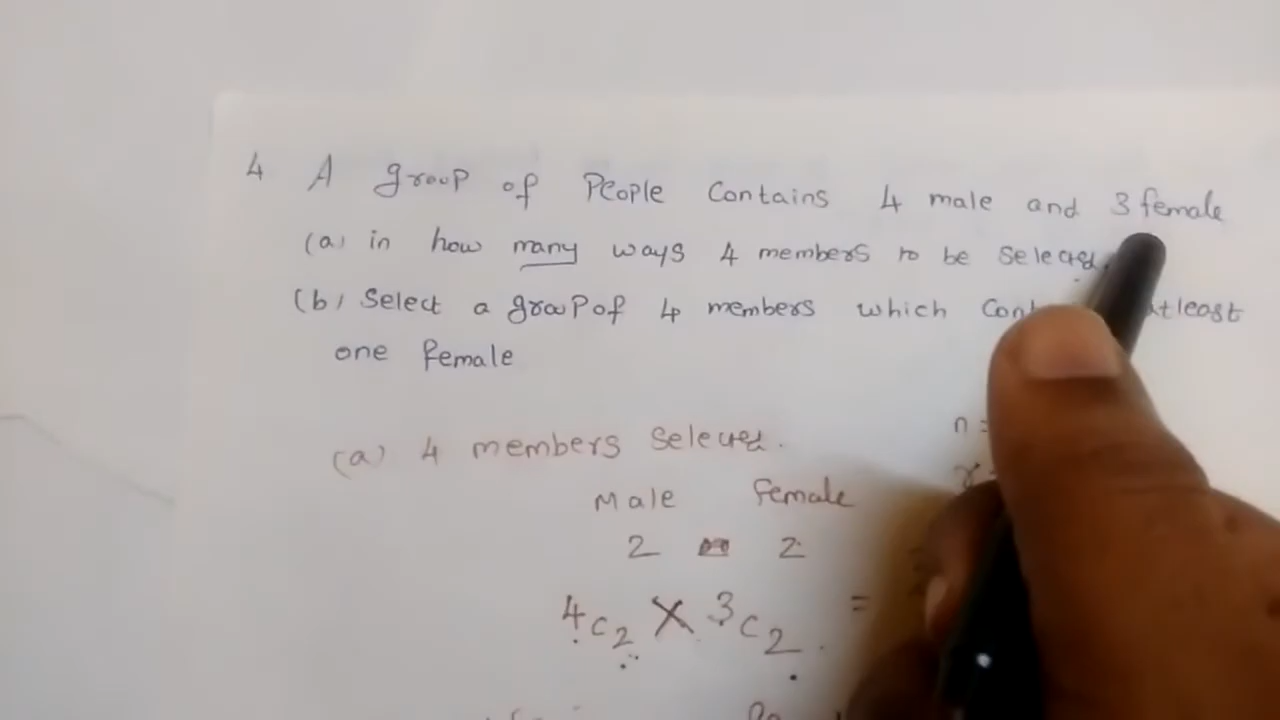 4 A group of People Contains 4 male and 3 female
(a) in how many ways 4 members to be selected.
(b) Select a group of 4 members which atleast
one female
(a) 4 members selected.
Male Female
2 2
4c2 X 3c2 =
n =